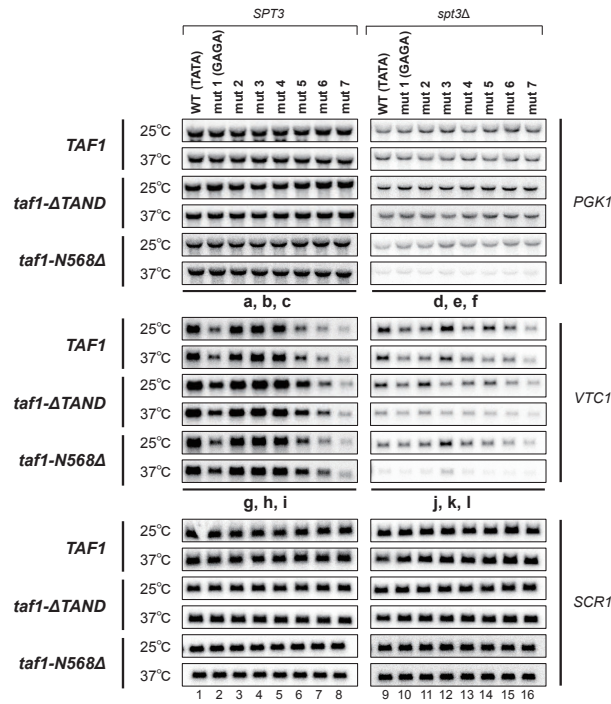 SPT3 spt3Δ
WT (TATA) mut 1 (GAGA) mut 2 mut 3 mut 4 mut 5 mut 6 mut 7 WT (TATA) mut 1 (GAGA) mut 2 mut 3 mut 4 mut 5 mut 6 mut 7
TAF1 25°C
37°C
taf1-ΔTAND 25°C
37°C
taf1-N568Δ 25°C
37°C
PGK1
a, b, c d, e, f
TAF1 25°C
37°C
taf1-ΔTAND 25°C
37°C
taf1-N568Δ 25°C
37°C
VTC1
g, h, i j, k, l
TAF1 25°C
37°C
taf1-ΔTAND 25°C
37°C
taf1-N568Δ 25°C
37°C
SCR1
1 2 3 4 5 6 7 8 9 10 11 12 13 14 15 16